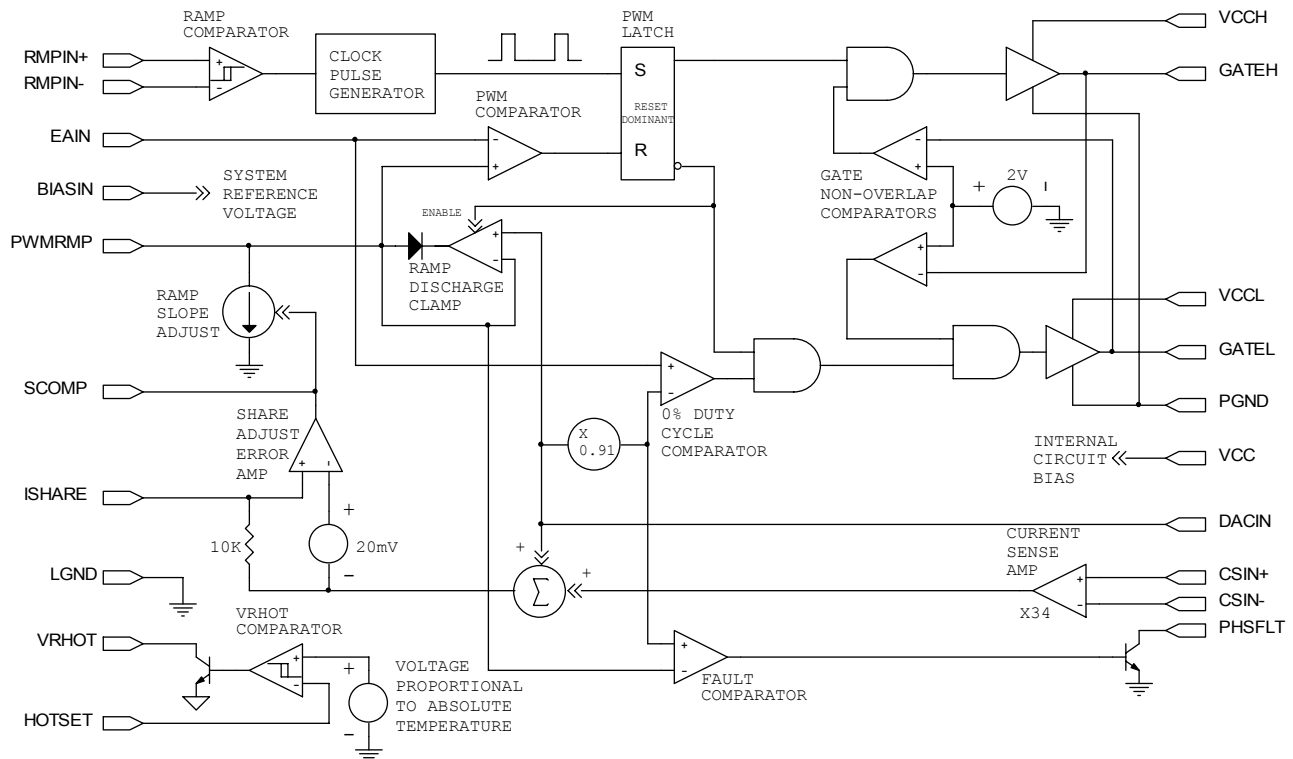 RAMP
COMPARATOR
PWM
LATCH
VCCH
RMPIN+
+
CLOCK
PULSE
GENERATOR
S
GATEH
RMPIN-
-
PWM
COMPARATOR
RESET
DOMINANT
EAIN
-
+
R
-
+
BIASIN
SYSTEM
REFERENCE
VOLTAGE
GATE
NON-OVERLAP
COMPARATORS
+
2V
-
ENABLE
PWMRMP
+
-
+
-
RAMP
DISCHARGE
CLAMP
RAMP
SLOPE
ADJUST
VCCL
GATEL
SCOMP
+
-
0% DUTY
CYCLE
COMPARATOR
PGND
SHARE
ADJUST
ERROR
AMP
+
-
X
0.91
INTERNAL
CIRCUIT
BIAS
VCC
ISHARE
+
20mV
-
10K
DACIN
CURRENT
SENSE
AMP
+
Σ
+
+
-
X34
CSIN+
CSIN-
LGND
VRHOT
COMPARATOR
PHSFLT
VRHOT
+
-
+
-
VOLTAGE
PROPORTIONAL
TO ABSOLUTE
TEMPERATURE
+
-
FAULT
COMPARATOR
HOTSET